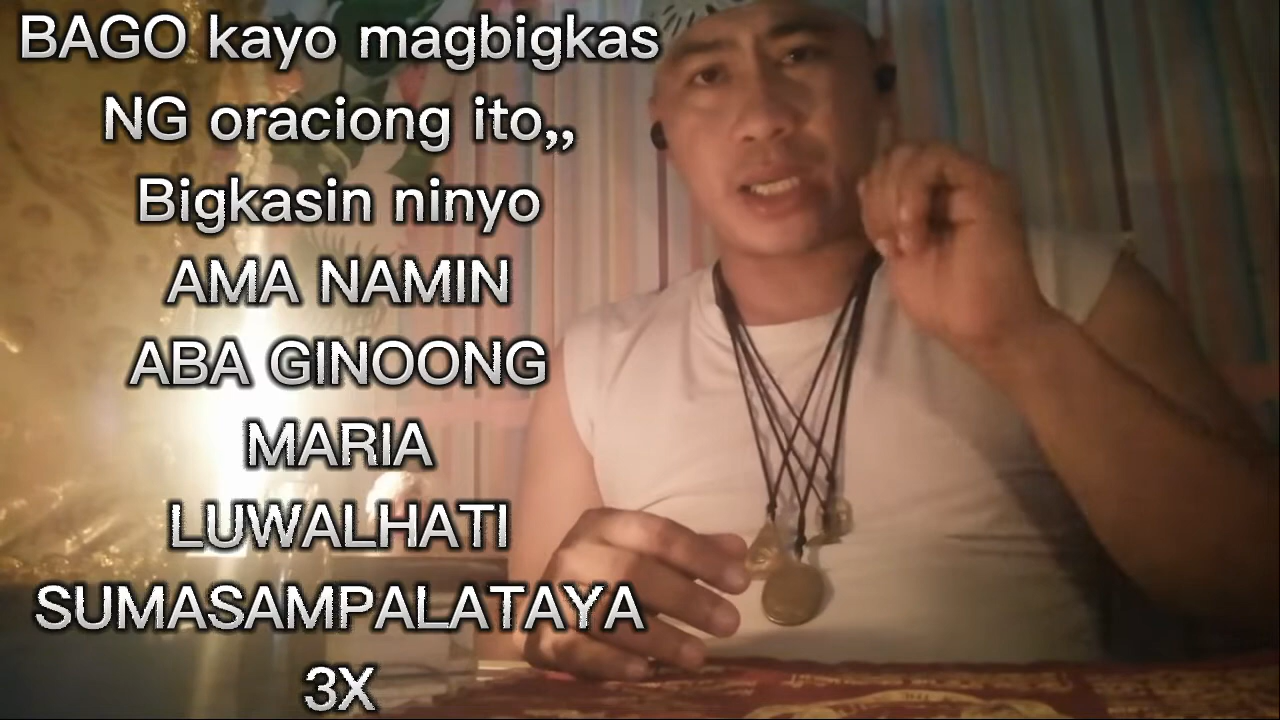 BAGO kayo magbigkas
NG oraciong ito,,
Bigkasin ninyo
AMA NAMIN
ABA GINOONG
MARIA
LUWALHATI
SUMASAMPALATAYA
3X